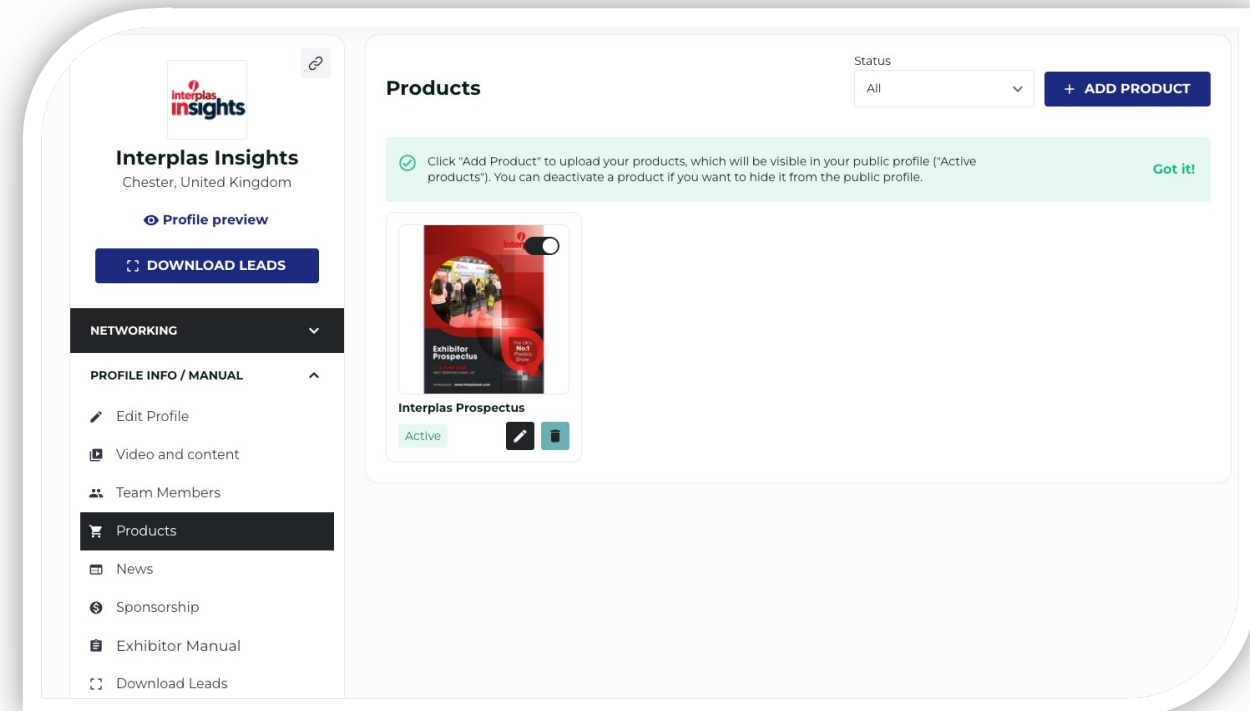 interplas
insights
Interplas Insights
Chester, United Kingdom
Profile preview
DOWNLOAD LEADS
NETWORKING
PROFILE INFO / MANUAL
Edit Profile
Video and content
Team Members
Products
News
Sponsorship
Exhibitor Manual
Download Leads
Products
Status
All
+ ADD PRODUCT
Click "Add Product" to upload your products, which will be visible in your public profile ("Active
products"). You can deactivate a product if you want to hide it from the public profile.
Got it!
Exhibitor
Prospectus
The UK's
No.1
Plastics
Show
Interplas Prospectus
Active